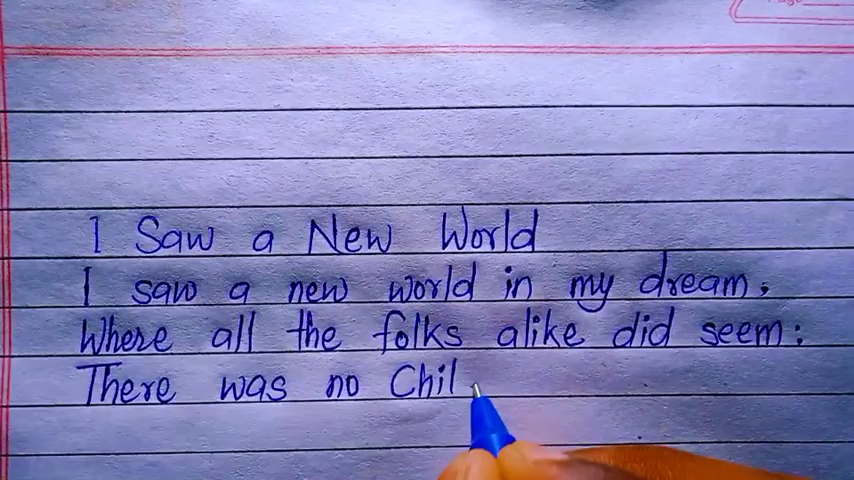 I Saw a New World
I saw a new world in my dream,
Where all the folks alike did seem:
There was no Chil